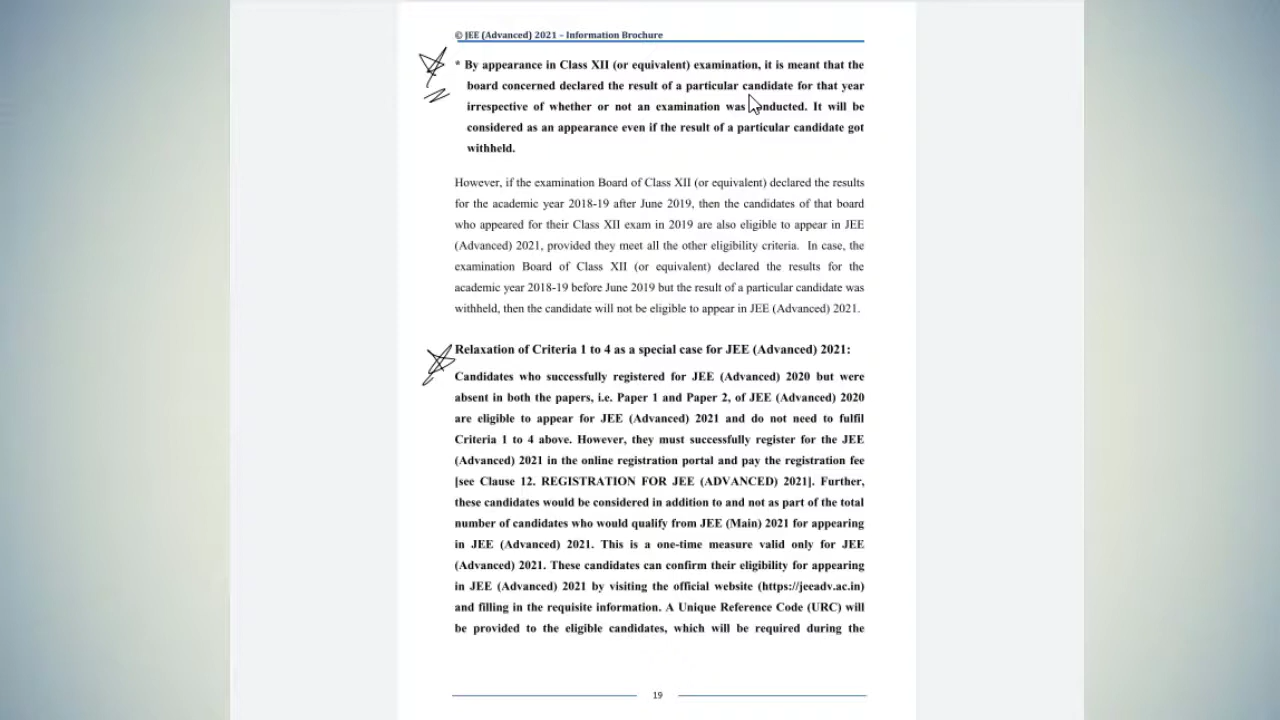 © JEE (Advanced) 2021 – Information Brochure
* By appearance in Class XII (or equivalent) examination, it is meant that the
board concerned declared the result of a particular candidate for that year
irrespective of whether or not an examination was conducted. It will be
considered as an appearance even if the result of a particular candidate got
withheld.
However, if the examination Board of Class XII (or equivalent) declared the results
for the academic year 2018-19 after June 2019, then the candidates of that board
who appeared for their Class XII exam in 2019 are also eligible to appear in JEE
(Advanced) 2021, provided they meet all the other eligibility criteria. In case, the
examination Board of Class XII (or equivalent) declared the results for the
academic year 2018-19 before June 2019 but the result of a particular candidate was
withheld, then the candidate will not be eligible to appear in JEE (Advanced) 2021.
Relaxation of Criteria 1 to 4 as a special case for JEE (Advanced) 2021:
Candidates who successfully registered for JEE (Advanced) 2020 but were
absent in both the papers, i.e. Paper 1 and Paper 2, of JEE (Advanced) 2020
are eligible to appear for JEE (Advanced) 2021 and do not need to fulfil
Criteria 1 to 4 above. However, they must successfully register for the JEE
(Advanced) 2021 in the online registration portal and pay the registration fee
[see Clause 12. REGISTRATION FOR JEE (ADVANCED) 2021]. Further,
these candidates would be considered in addition to and not as part of the total
number of candidates who would qualify from JEE (Main) 2021 for appearing
in JEE (Advanced) 2021. This is a one-time measure valid only for JEE
(Advanced) 2021. These candidates can confirm their eligibility for appearing
in JEE (Advanced) 2021 by visiting the official website (https://jeeadv.ac.in)
and filling in the requisite information. A Unique Reference Code (URC) will
be provided to the eligible candidates, which will be required during the
19